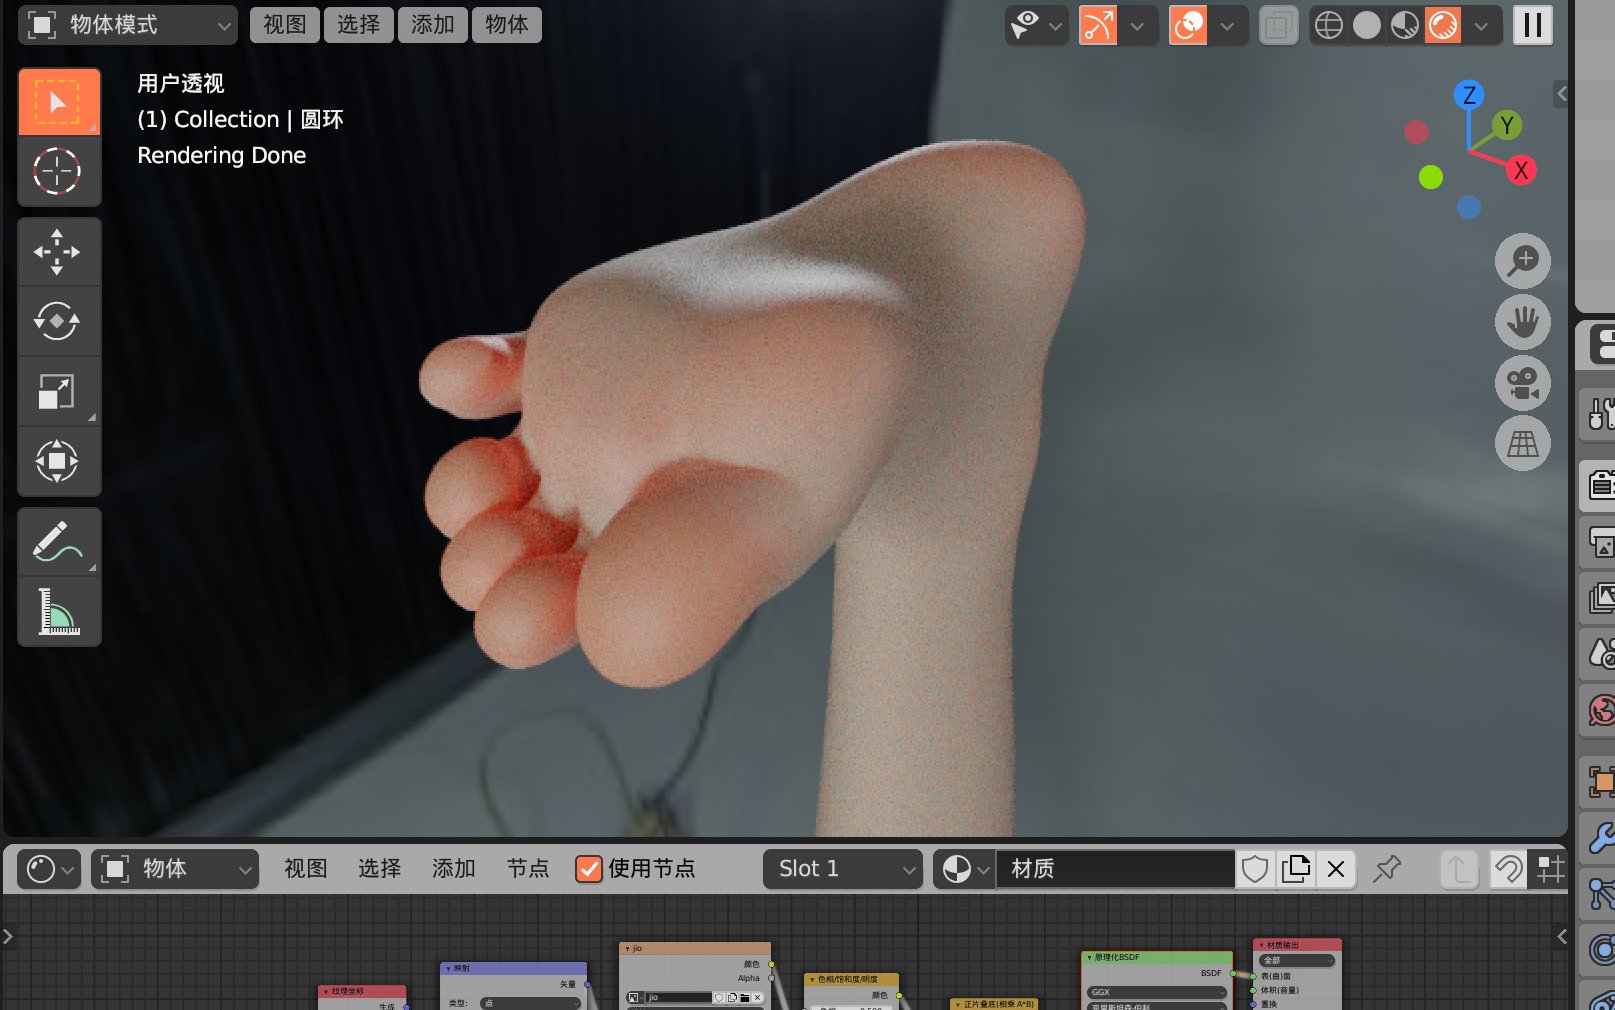 物体模式 视图 选择 添加 物体
用户透视
(1) Collection | 圆环
Rendering Done
Z
Y
X
物体 视图 选择 添加 节点 使用节点 Slot 1 材质
材质输出
jio
原理化BSDF
全部
颜色
映射
BSDF
表(曲)面
Alpha
色相/饱和度/明度
矢量
纹理坐标
jio
GGX
体积(音量)
颜色
类型: 点
正片叠底(相乘 A*B)
置换
生成